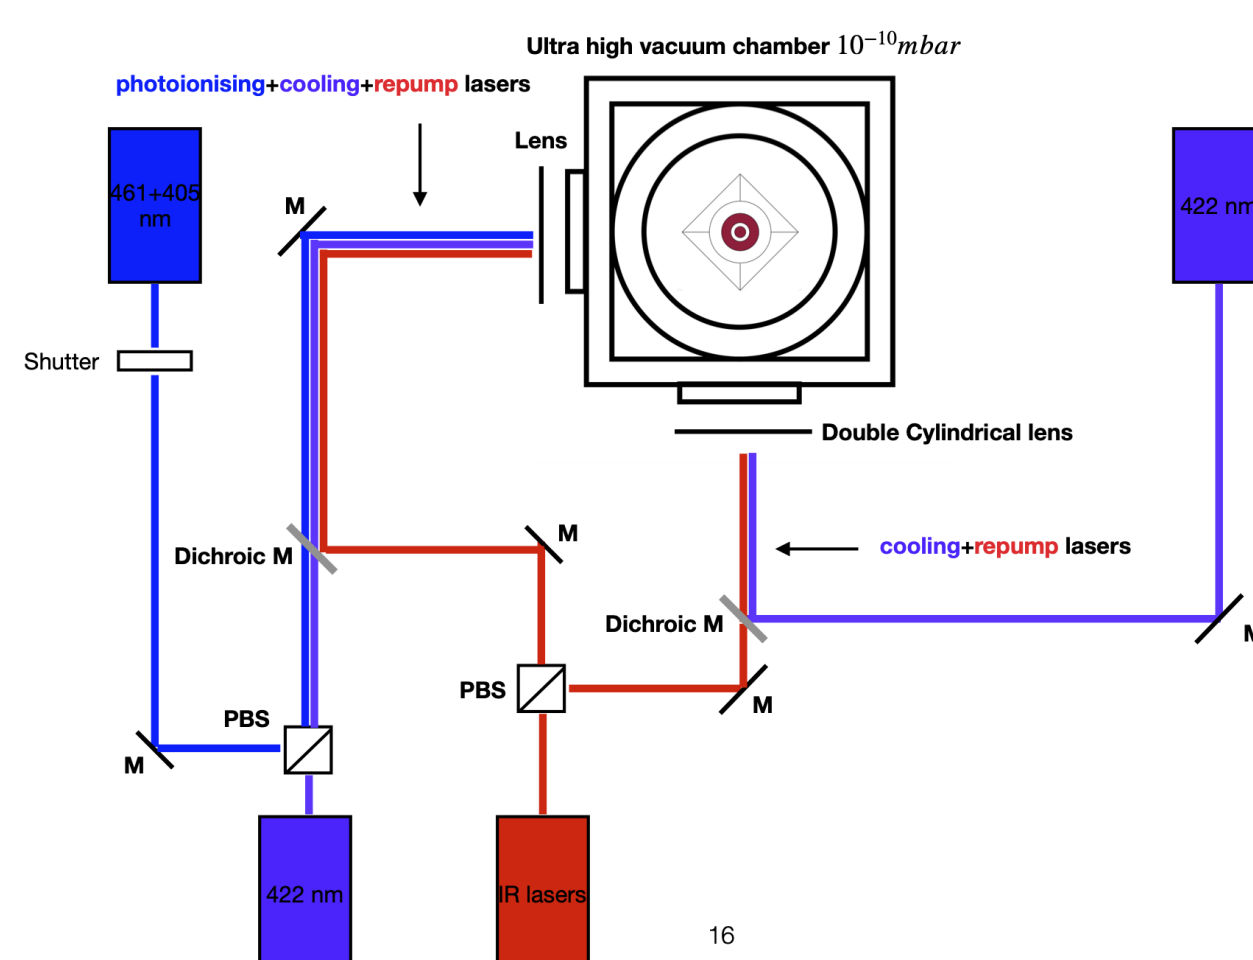 Ultra high vacuum chamber 10⁻¹⁰mbar
photoionising+cooling+repump lasers
Lens
461+405
nm
M
422 nm
Shutter
Double Cylindrical lens
M
Dichroic M
cooling+repump lasers
Dichroic M
M
PBS
M
PBS
M
422 nm
IR lasers
16